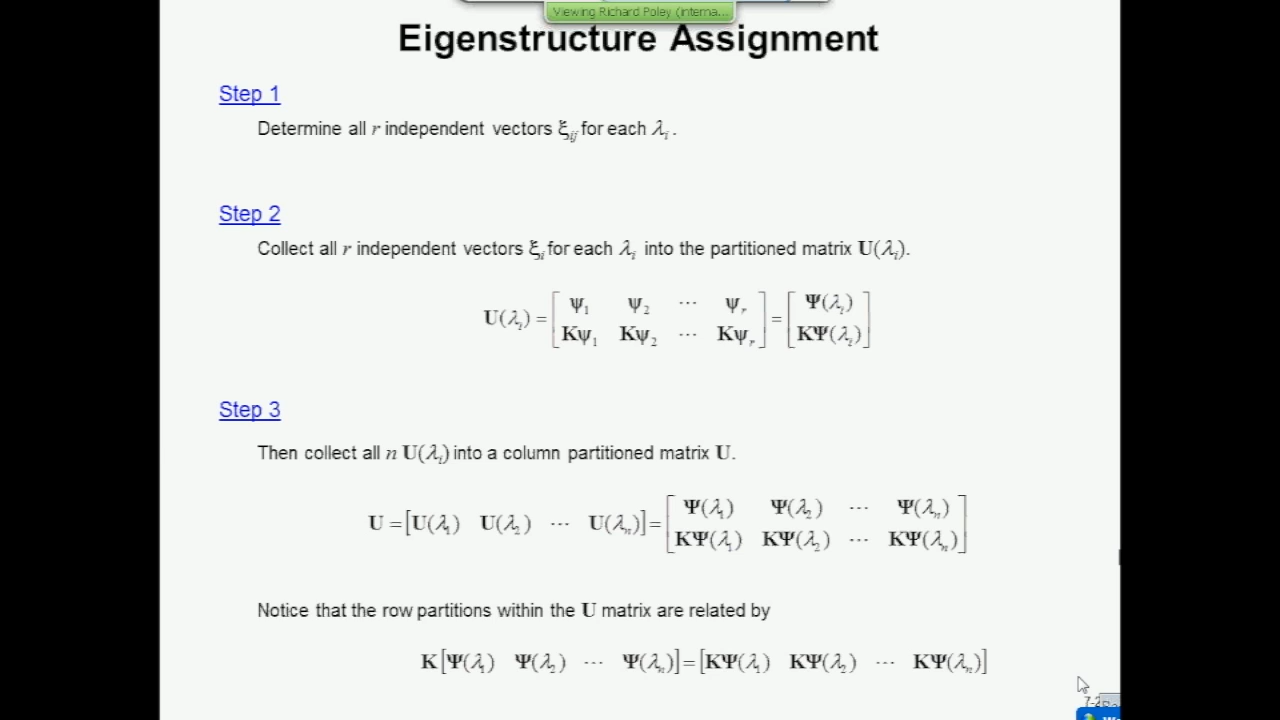 Viewing Richard Poley (interna...
Eigenstructure Assignment
Step 1
Determine all r independent vectors ξ_ij for each λ_i .
Step 2
Collect all r independent vectors ξ_i for each λ_i into the partitioned matrix U(λ_i).
U(λ_i) = [ψ_1 ψ_2 ⋯ ψ_r; Kψ_1 Kψ_2 ⋯ Kψ_r] = [Ψ(λ_i); KΨ(λ_i)]
Step 3
Then collect all n U(λ_i) into a column partitioned matrix U.
U = [U(λ_1) U(λ_2) ⋯ U(λ_n)] = [Ψ(λ_1) Ψ(λ_2) ⋯ Ψ(λ_n); KΨ(λ_1) KΨ(λ_2) ⋯ KΨ(λ_n)]
Notice that the row partitions within the U matrix are related by
K[Ψ(λ_1) Ψ(λ_2) ⋯ Ψ(λ_n)] = [KΨ(λ_1) KΨ(λ_2) ⋯ KΨ(λ_n)]